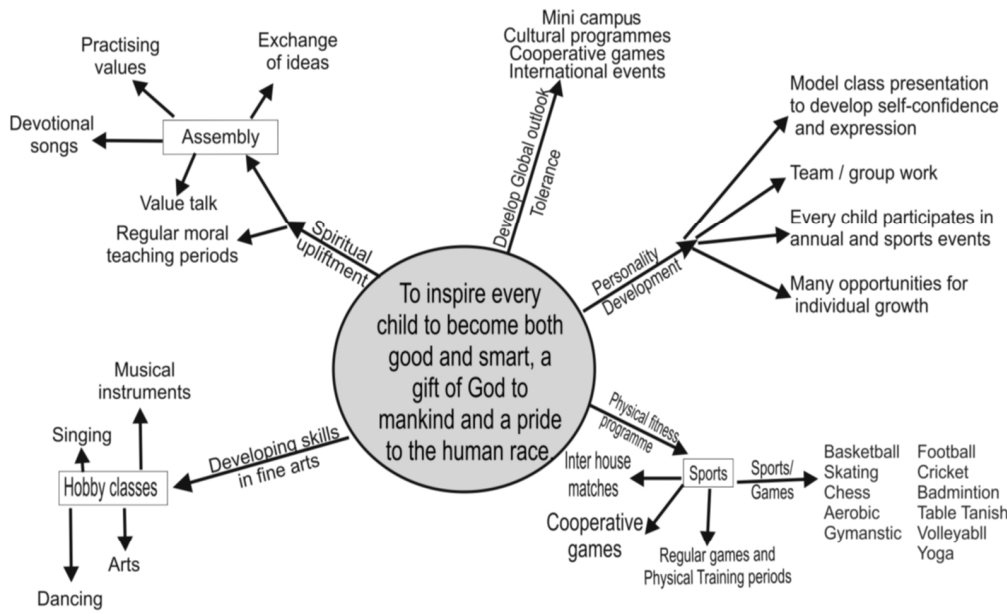 Practising
values
Exchange
of ideas
Devotional
songs
Assembly
Value talk
Regular moral
teaching periods
Spiritual
upliftment
Mini campus
Cultural programmes
Cooperative games
International events
Develop Global outlook
Tolerance
Personality
Development
Model class presentation
to develop self-confidence
and expression
Team / group work
Every child participates in
annual and sports events
Many opportunities for
individual growth
To inspire every
child to become both
good and smart, a
gift of God to
mankind and a pride
to the human race.
Musical
instruments
Singing
Hobby classes
Developing skills
in fine arts
Arts
Dancing
Physical fitness
programme
Inter house
matches
Sports
Sports/
Games
Cooperative
games
Regular games and
Physical Training periods
Basketball
Skating
Chess
Aerobic
Gymanstic
Football
Cricket
Badmintion
Table Tanish
Volleyabll
Yoga